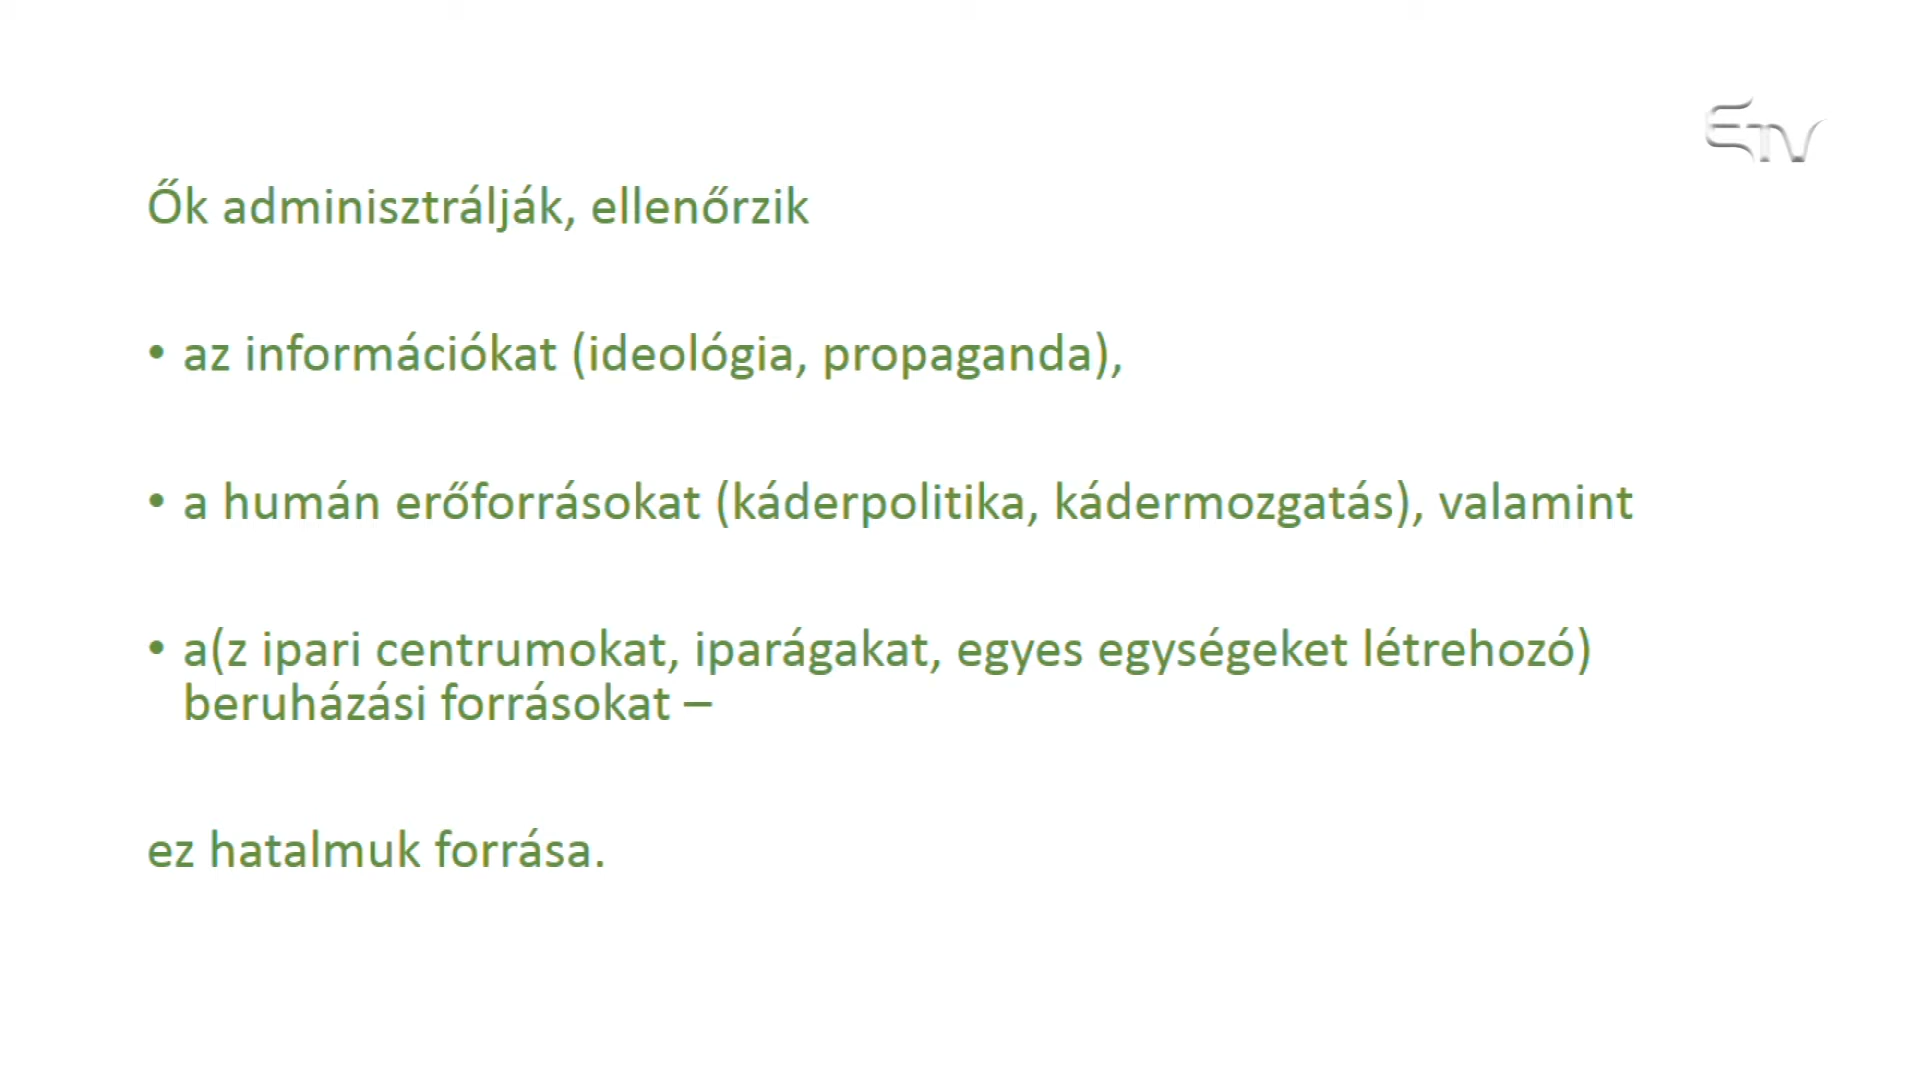 ETV
Ők adminisztrálják, ellenőrzik
• az információkat (ideológia, propaganda),
• a humán erőforrásokat (káderpolitika, kádermozgatás), valamint
• a(z ipari centrumokat, iparágakat, egyes egységeket létrehozó)
beruházási forrásokat –
ez hatalmuk forrása.